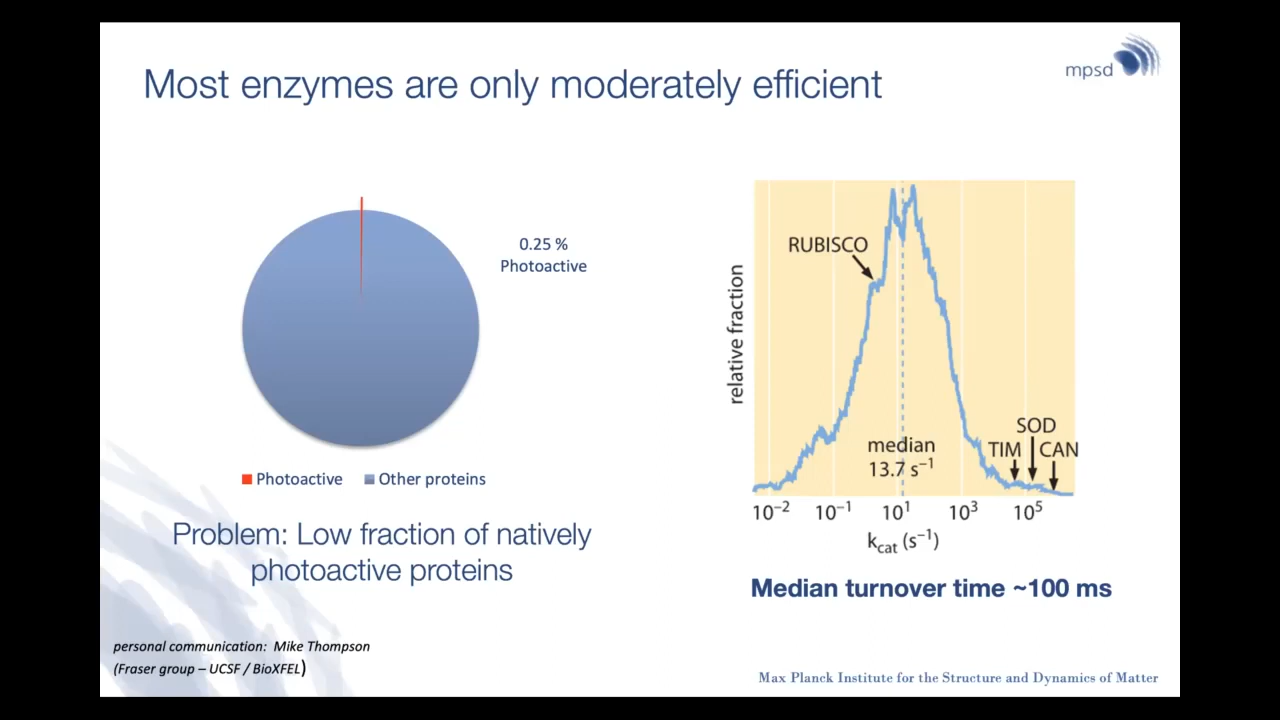 Most enzymes are only moderately efficient
mpsd
0.25 %
Photoactive
Photoactive
Other proteins
Problem: Low fraction of natively
photoactive proteins
personal communication: Mike Thompson
(Fraser group – UCSF / BioXFEL)
relative fraction
RUBISCO
median
13.7 s⁻¹
SOD
TIM
CAN
10⁻² 10⁻¹ 10¹ 10³ 10⁵
kcat (s⁻¹)
Median turnover time ~100 ms
Max Planck Institute for the Structure and Dynamics of Matter